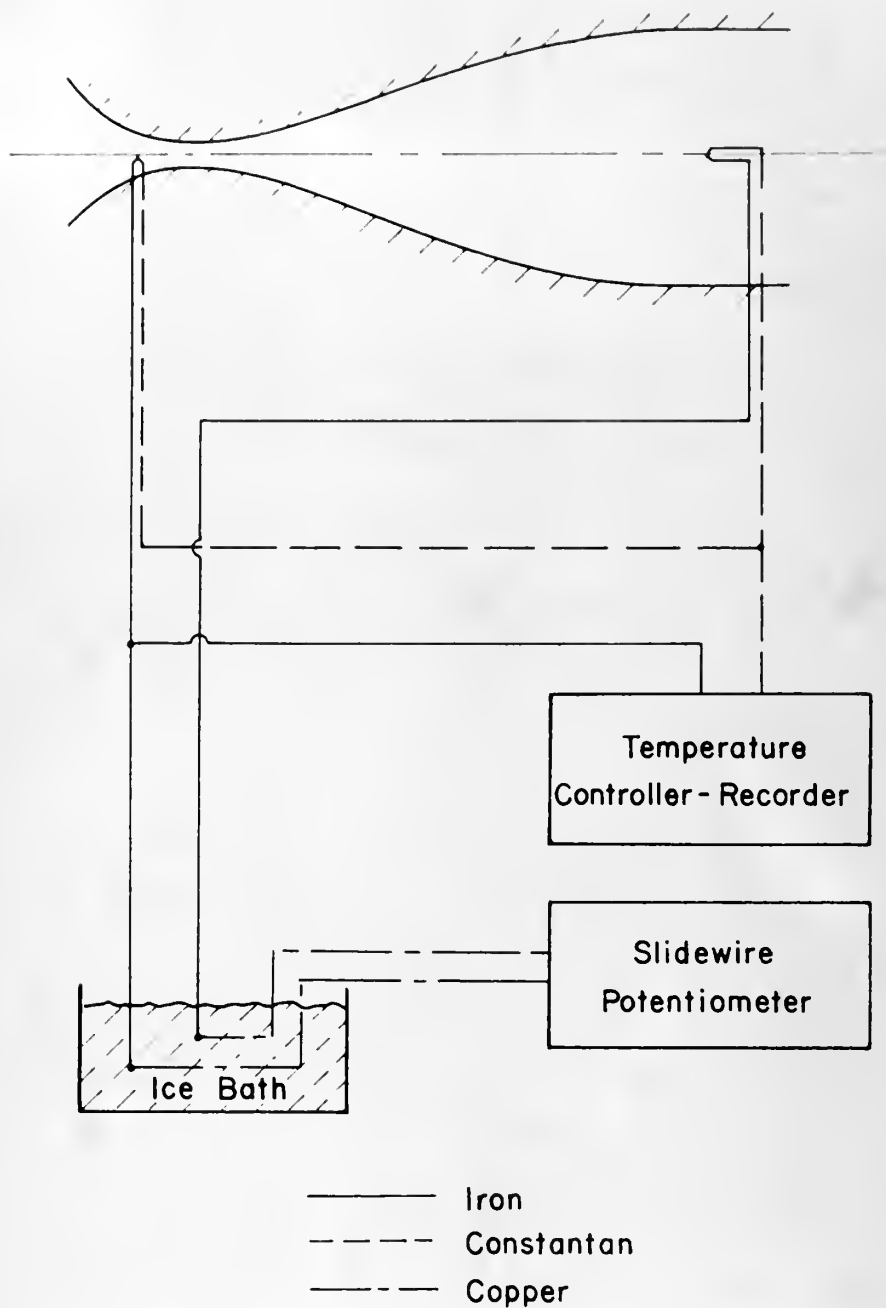 Temperature
Controller - Recorder
Slidewire
Potentiometer
Ice Bath
Iron
Constantan
Copper